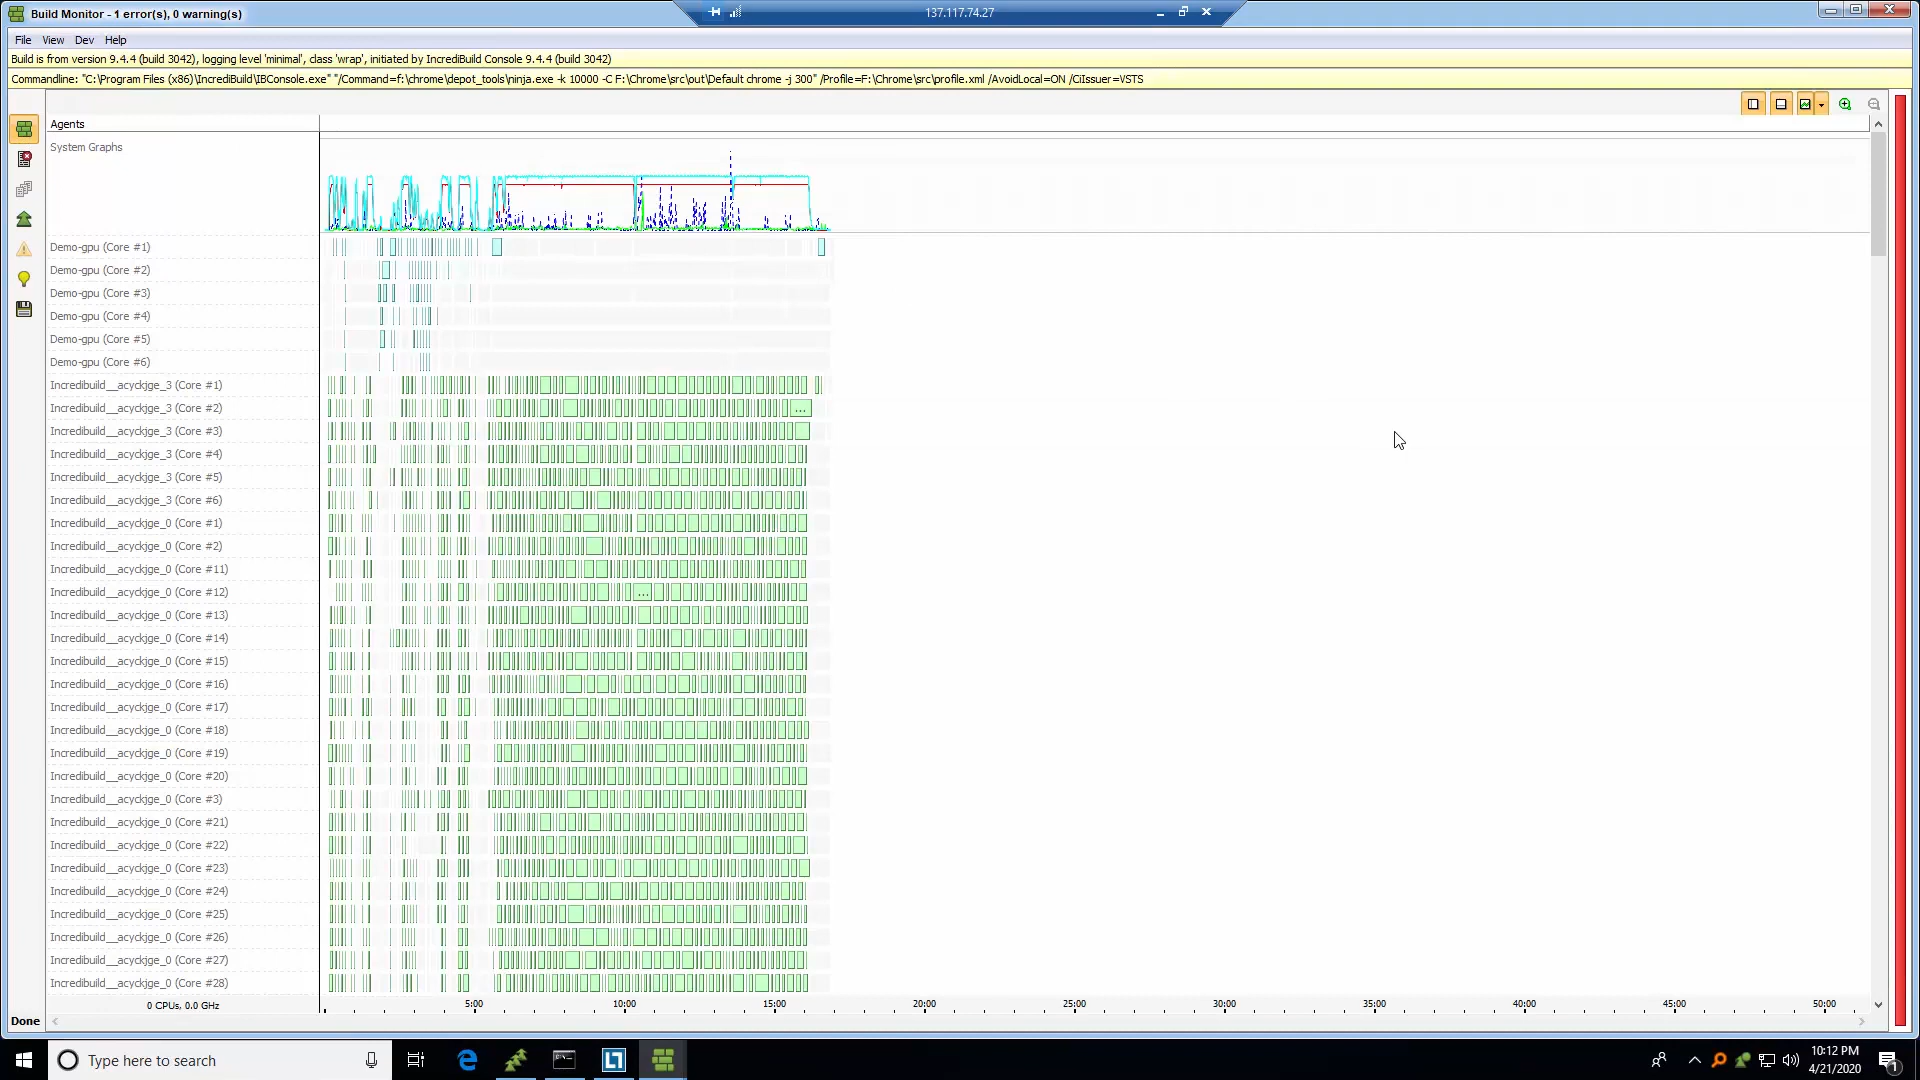 Build Monitor - 1 error(s), 0 warning(s)
137.117.74.27
File View Dev Help
Build is from version 9.4.4 (build 3042), logging level 'minimal', class 'wrap', initiated by IncrediBuild Console 9.4.4 (build 3042)
Commandline: "C:\Program Files (x86)\IncrediBuild\IBConsole.exe" "/Command=f:\chrome\depot_tools\ninja.exe -k 10000 -C F:\Chrome\src\out\Default chrome -j 300" /Profile=F:\Chrome\src\profile.xml /AvoidLocal=ON /CiIssuer=VSTS
Agents
System Graphs
Demo-gpu (Core #1)
Demo-gpu (Core #2)
Demo-gpu (Core #3)
Demo-gpu (Core #4)
Demo-gpu (Core #5)
Demo-gpu (Core #6)
Incredibuild__acyckjge_3 (Core #1)
Incredibuild__acyckjge_3 (Core #2)
...
Incredibuild__acyckjge_3 (Core #3)
Incredibuild__acyckjge_3 (Core #4)
Incredibuild__acyckjge_3 (Core #5)
Incredibuild__acyckjge_3 (Core #6)
Incredibuild__acyckjge_0 (Core #1)
Incredibuild__acyckjge_0 (Core #2)
Incredibuild__acyckjge_0 (Core #11)
Incredibuild__acyckjge_0 (Core #12)
...
Incredibuild__acyckjge_0 (Core #13)
Incredibuild__acyckjge_0 (Core #14)
Incredibuild__acyckjge_0 (Core #15)
Incredibuild__acyckjge_0 (Core #16)
Incredibuild__acyckjge_0 (Core #17)
Incredibuild__acyckjge_0 (Core #18)
Incredibuild__acyckjge_0 (Core #19)
Incredibuild__acyckjge_0 (Core #20)
Incredibuild__acyckjge_0 (Core #3)
Incredibuild__acyckjge_0 (Core #21)
Incredibuild__acyckjge_0 (Core #22)
Incredibuild__acyckjge_0 (Core #23)
Incredibuild__acyckjge_0 (Core #24)
Incredibuild__acyckjge_0 (Core #25)
Incredibuild__acyckjge_0 (Core #26)
Incredibuild__acyckjge_0 (Core #27)
Incredibuild__acyckjge_0 (Core #28)
0 CPUs, 0.0 GHz
5:00 10:00 15:00 20:00 25:00 30:00 35:00 40:00 45:00 50:00
Done
Type here to search
10:12 PM
4/21/2020
1